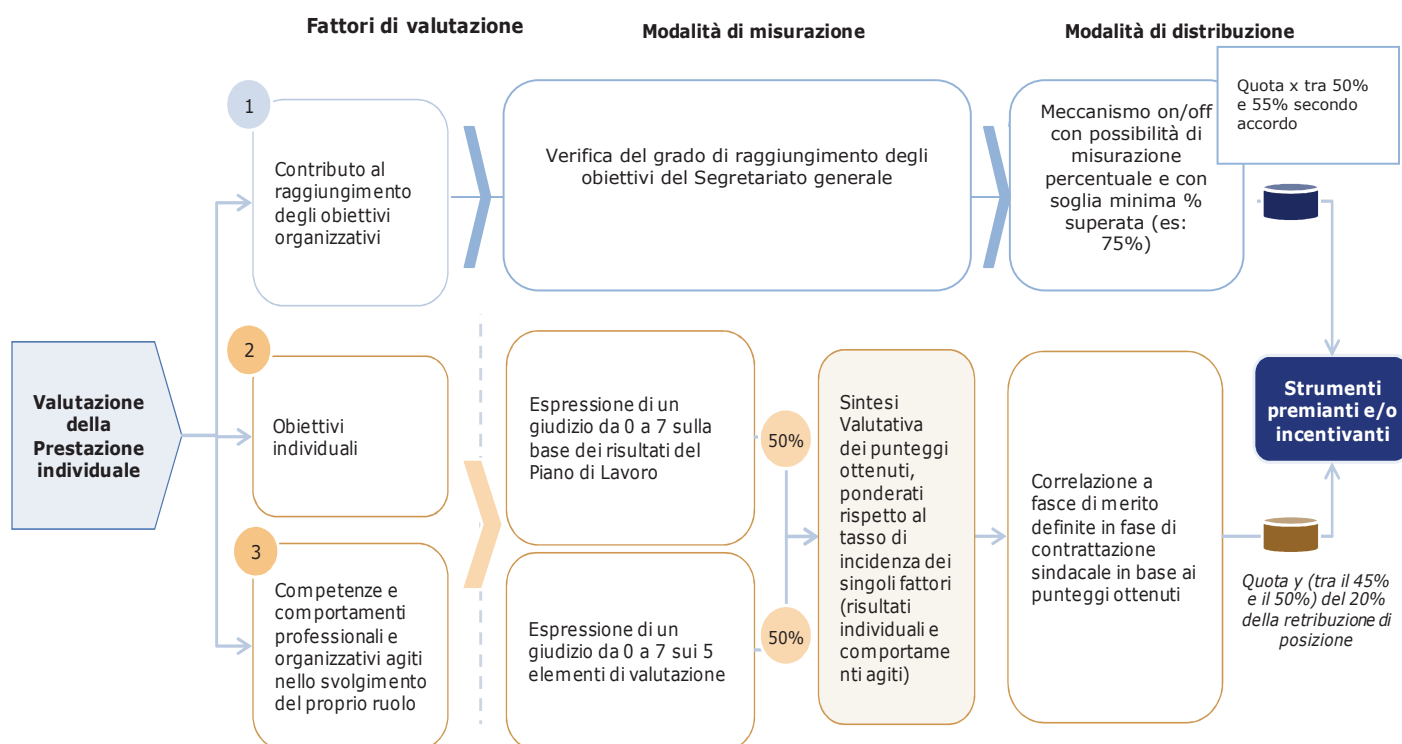 Fattori di valutazione
Modalità di misurazione
Modalità di distribuzione
Quota x tra 50%
e 55% secondo
accordo
1
Contributo al
raggiungimento
degli obiettivi
organizzativi
Verifica del grado di raggiungimento degli
obiettivi del Segretariato generale
Meccanismo on/off
con possibilità di
misurazione
percentuale e con
soglia minima %
superata (es:
75%)
Valutazione
della
Prestazione
individuale
2
Obiettivi
individuali
Espressione di un
giudizio da 0 a 7 sulla
base dei risultati del
Piano di Lavoro
50%
3
Competenze e
comportamenti
professionali e
organizzativi agiti
nello svolgimento
del proprio ruolo
Espressione di un
giudizio da 0 a 7 sui 5
elementi di valutazione
50%
Sintesi
Valutativa
dei punteggi
ottenuti,
ponderati
rispetto al
tasso di
incidenza dei
singoli fattori
(risultati
individuali e
comportame
nti agiti)
Correlazione a
fasce di merito
definite in fase di
contrattazione
sindacale in base ai
punteggi ottenuti
Strumenti
premianti e/o
incentivanti
Quota y (tra il 45%
e il 50%) del 20%
della retribuzione di
posizione